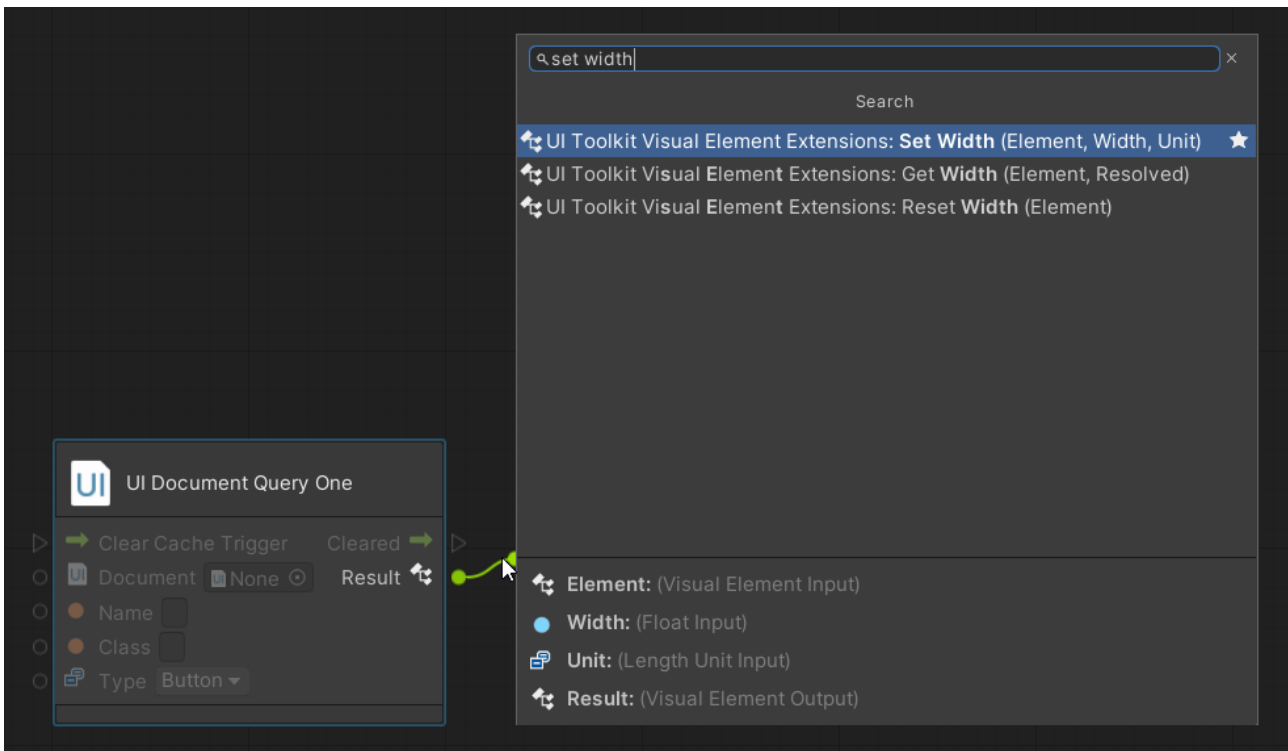 set width
Search
UI Toolkit Visual Element Extensions: Set Width (Element, Width, Unit)
UI Toolkit Visual Element Extensions: Get Width (Element, Resolved)
UI Toolkit Visual Element Extensions: Reset Width (Element)
UI UI Document Query One
Clear Cache Trigger Cleared
UI Document UI None Result
Name
Class
Type Button
Element: (Visual Element Input)
Width: (Float Input)
Unit: (Length Unit Input)
Result: (Visual Element Output)